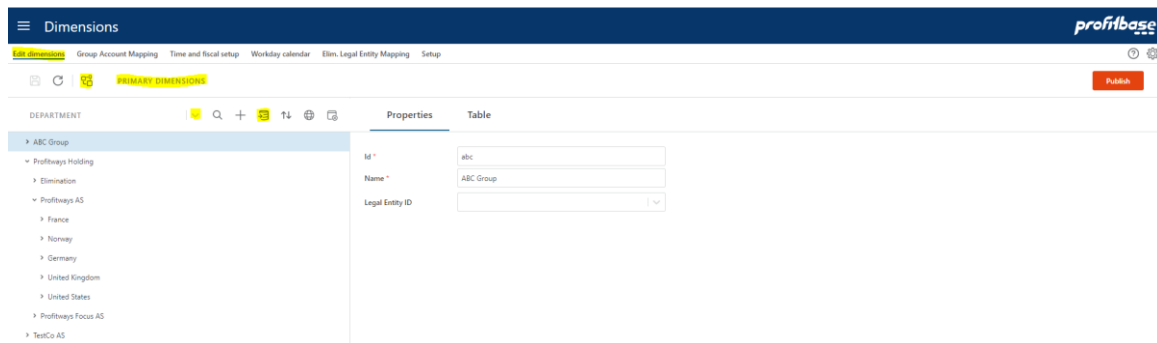 Dimensions
profitbase
Edit dimensions Group Account Mapping Time and fiscal setup Workday calendar Elim. Legal Entity Mapping Setup
PRIMARY DIMENSIONS Publish
DEPARTMENT Properties Table
ABC Group
Profitways Holding
Elimination
Profitways AS
France
Norway
Germany
United Kingdom
United States
Profitways Focus AS
TestCo AS
Id * abc
Name * ABC Group
Legal Entity ID